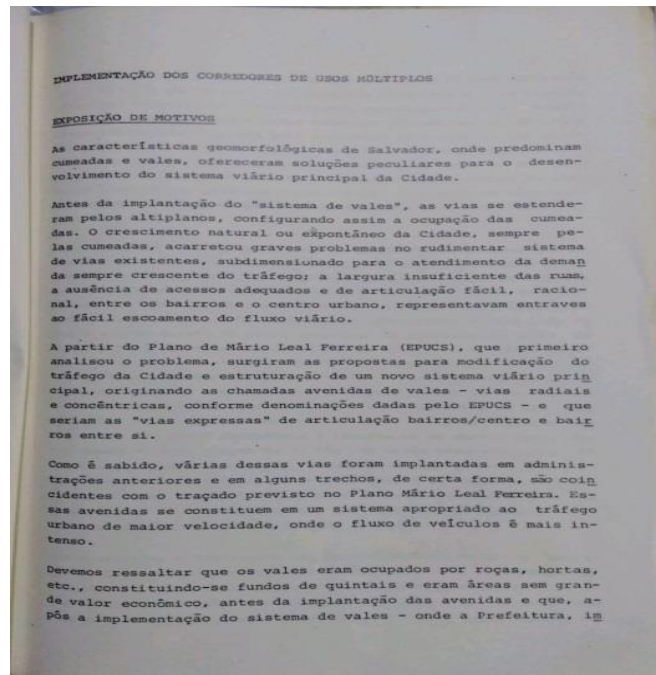 IMPLEMENTAÇÃO DOS CORREDORES DE USOS MÚLTIPLOS
EXPOSIÇÃO DE MOTIVOS
As características geomorfológicas de Salvador, onde predominam
cumeadas e vales, ofereceram soluções peculiares para o desen-
volvimento do sistema viário principal da Cidade.
Antes da implantação do "sistema de vales", as vias se estende-
ram pelos altiplanos, configurando assim a ocupação das cumea-
das. O crescimento natural ou expontâneo da Cidade, sempre pe-
las cumeadas, acarretou graves problemas no rudimentar sistema
de vias existentes, subdimensionado para o atendimento da deman
da sempre crescente do tráfego; a largura insuficiente das ruas,
a ausência de acessos adequados e de articulação fácil, racio-
nal, entre os bairros e o centro urbano, representavam entraves
ao fácil escoamento do fluxo viário.
A partir do Plano de Mário Leal Ferreira (EPUCS), que primeiro
analisou o problema, surgiram as propostas para modificação do
tráfego da Cidade e estruturação de um novo sistema viário prin
cipal, originando as chamadas avenidas de vales - vias radiais
e concêntricas, conforme denominações dadas pelo EPUCS - e que
seriam as "vias expressas" de articulação bairros/centro e bair
ros entre si.
Como é sabido, várias dessas vias foram implantadas em adminis-
trações anteriores e em alguns trechos, de certa forma, são coin
cidentes com o traçado previsto no Plano Mário Leal Ferreira. Es-
sas avenidas se constituem em um sistema apropriado ao tráfego
urbano de maior velocidade, onde o fluxo de veículos é mais in-
tenso.
Devemos ressaltar que os vales eram ocupados por roças, hortas,
etc., constituindo-se fundos de quintais e eram áreas sem gran-
de valor econômico, antes da implantação das avenidas e que, a-
pós a implementação do sistema de vales - onde a Prefeitura, im